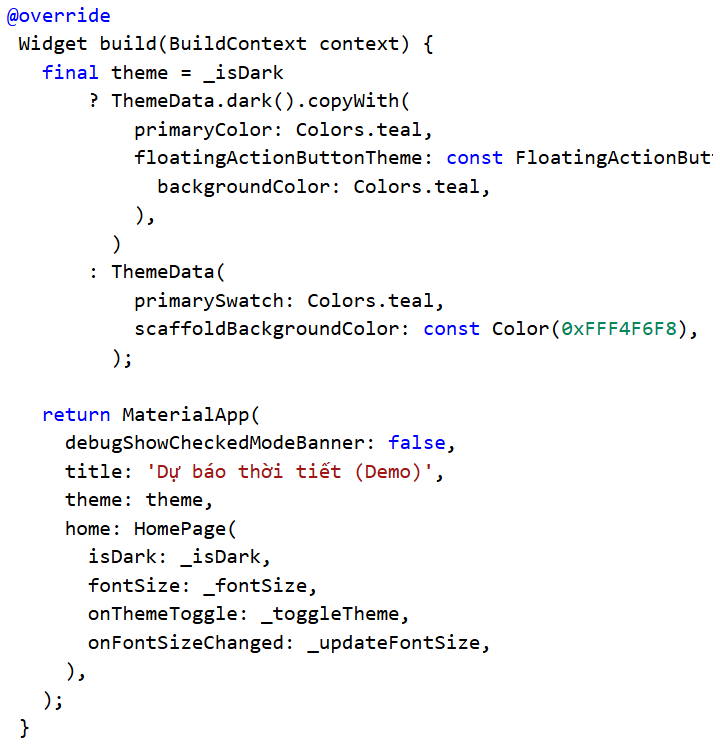 @override
Widget build(BuildContext context) {
final theme = _isDark
? ThemeData.dark().copyWith(
primaryColor: Colors.teal,
floatingActionButtonTheme: const
backgroundColor: Colors.teal,
),
)
: ThemeData(
primarySwatch: Colors.teal,
scaffoldBackgroundColor: const Color(0xFFF4F6F8),
);
return MaterialApp(
debugShowCheckedModeBanner: false,
title: 'Dự báo thời tiết (Demo)',
theme: theme,
home: HomePage(
isDark: _isDark,
fontSize: _fontSize,
onThemeToggle: _toggleTheme,
onFontSizeChanged: _updateFontSize,
),
);
}